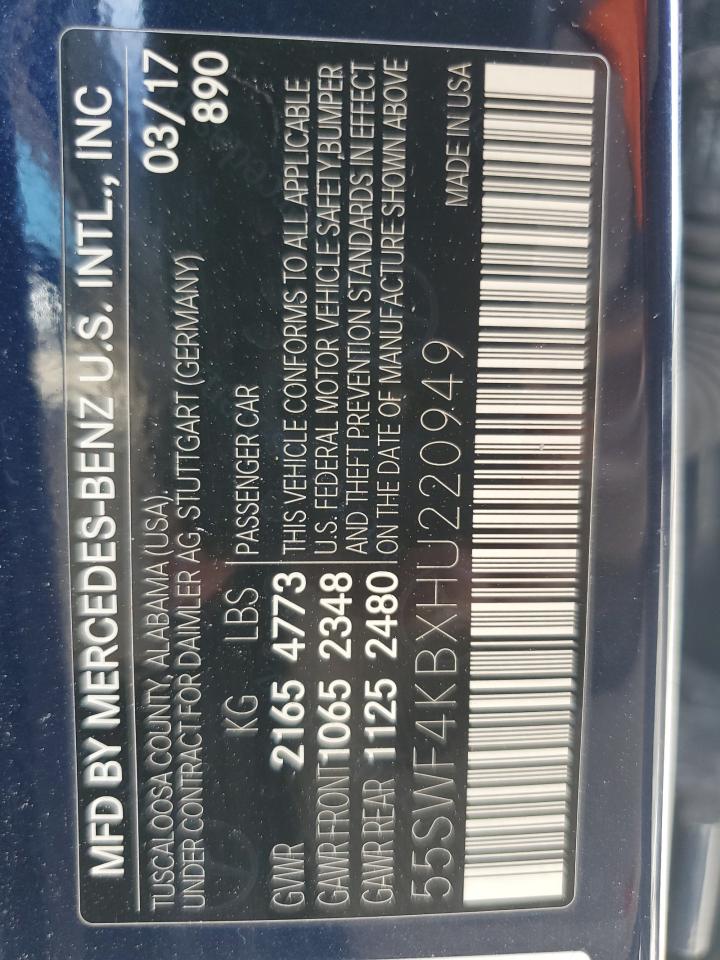 MFD BY MERCEDES-BENZ U.S. INTL., INC
TUSCALOOSA COUNTY, ALABAMA (USA), 03/17
UNDER CONTRACT FOR DAIMLER AG, STUTTGART (GERMANY) 890
KG LBS PASSENGER CAR
GVWR 2165 4773 THIS VEHICLE CONFORMS TO ALL APPLICABLE
GAWR FRONT 1065 2348 U.S. FEDERAL MOTOR VEHICLE SAFETY, BUMPER
GAWR REAR 1125 2480 AND THEFT PREVENTION STANDARDS IN EFFECT
ON THE DATE OF MANUFACTURE SHOWN ABOVE
55SWF4KBXHU220949 MADE IN USA